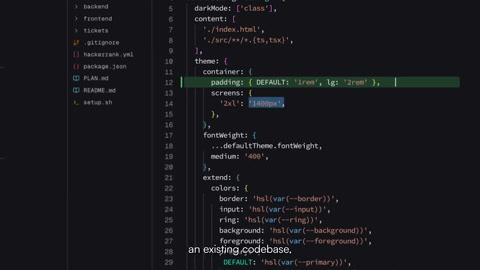 backend
frontend
tickets
.gitignore
hackerrank.yml
package.json
PLAN.md
README.md
setup.sh
5 darkMode: ['class'],
6 content: [
7 './index.html',
8 './src/**/*.{ts,tsx}',
9 ],
10 theme: {
11 container: {
12 padding: { DEFAULT: '1rem', lg: '2rem' },
13 screens: {
14 '2xl': '1400px',
15 },
16 },
17 fontWeight: {
18 ...defaultTheme.fontWeight,
19 medium: '400',
20 },
21 extend: {
22 colors: {
23 border: 'hsl(var(--border))',
24 input: 'hsl(var(--input))',
25 ring: 'hsl(var(--ring))',
26 background: 'hsl(var(--background))',
27 foreground: 'hsl(var(--foreground))',
28
an existing codebase,
29 DEFAULT: 'hsl(var(--primary))',